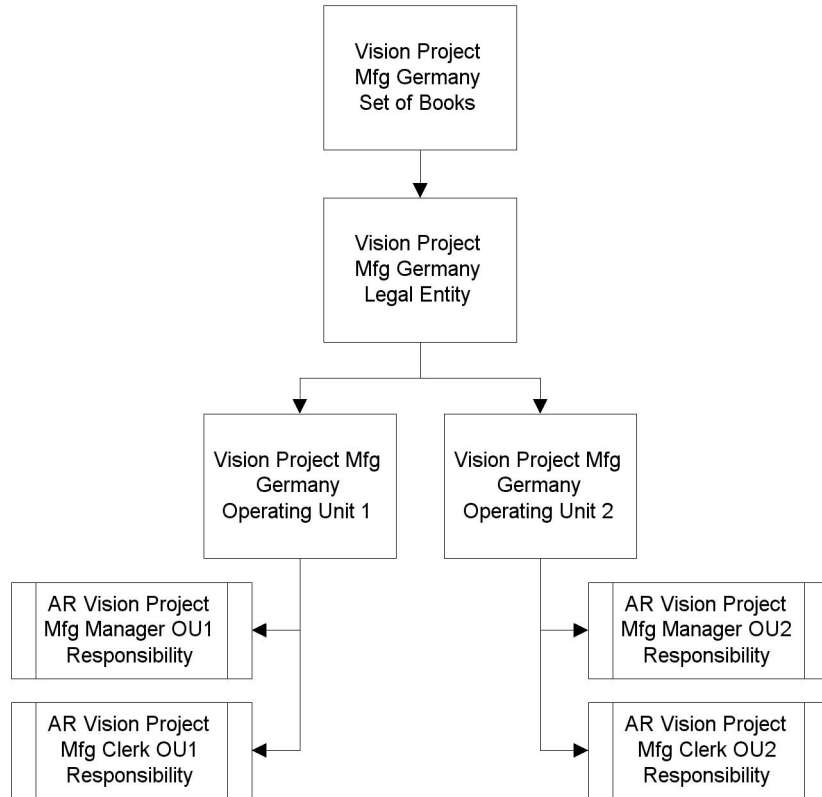 Vision Project
Mfg Germany
Set of Books
Vision Project
Mfg Germany
Legal Entity
Vision Project Mfg
Germany
Operating Unit 1
Vision Project Mfg
Germany
Operating Unit 2
AR Vision Project
Mfg Manager OU1
Responsibility
AR Vision Project
Mfg Manager OU2
Responsibility
AR Vision Project
Mfg Clerk OU1
Responsibility
AR Vision Project
Mfg Clerk OU2
Responsibility